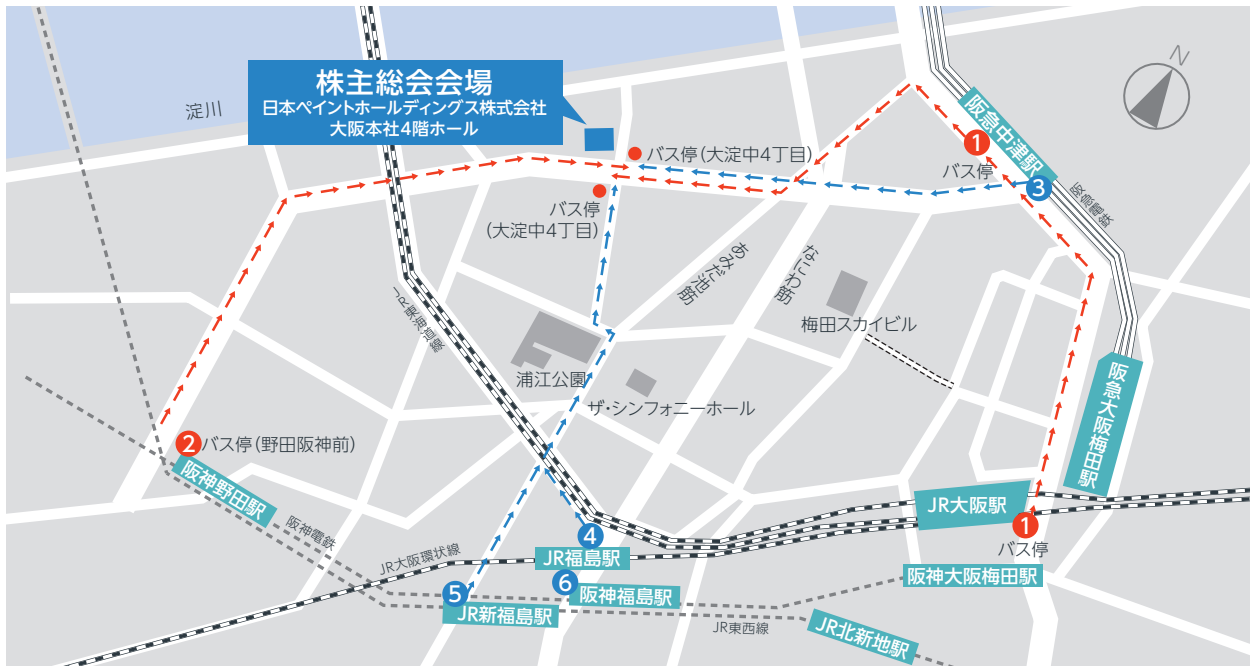 株主総会会場
日本ペイントホールディングス株式会社
大阪本社4階ホール
淀川
N
阪急中津駅
1
バス停
3
阪急電鉄
バス停(大淀中4丁目)
バス停
(大淀中4丁目)
あみだ池筋
なにわ筋
梅田スカイビル
JR東海道線
浦江公園
ザ・シンフォニーホール
阪急大阪梅田駅
2
バス停(野田阪神前)
阪神野田駅
阪神電鉄
JR大阪環状線
JR大阪駅
1
バス停
4
JR福島駅
6
阪神福島駅
阪神大阪梅田駅
5
JR新福島駅
JR東西線
JR北新地駅